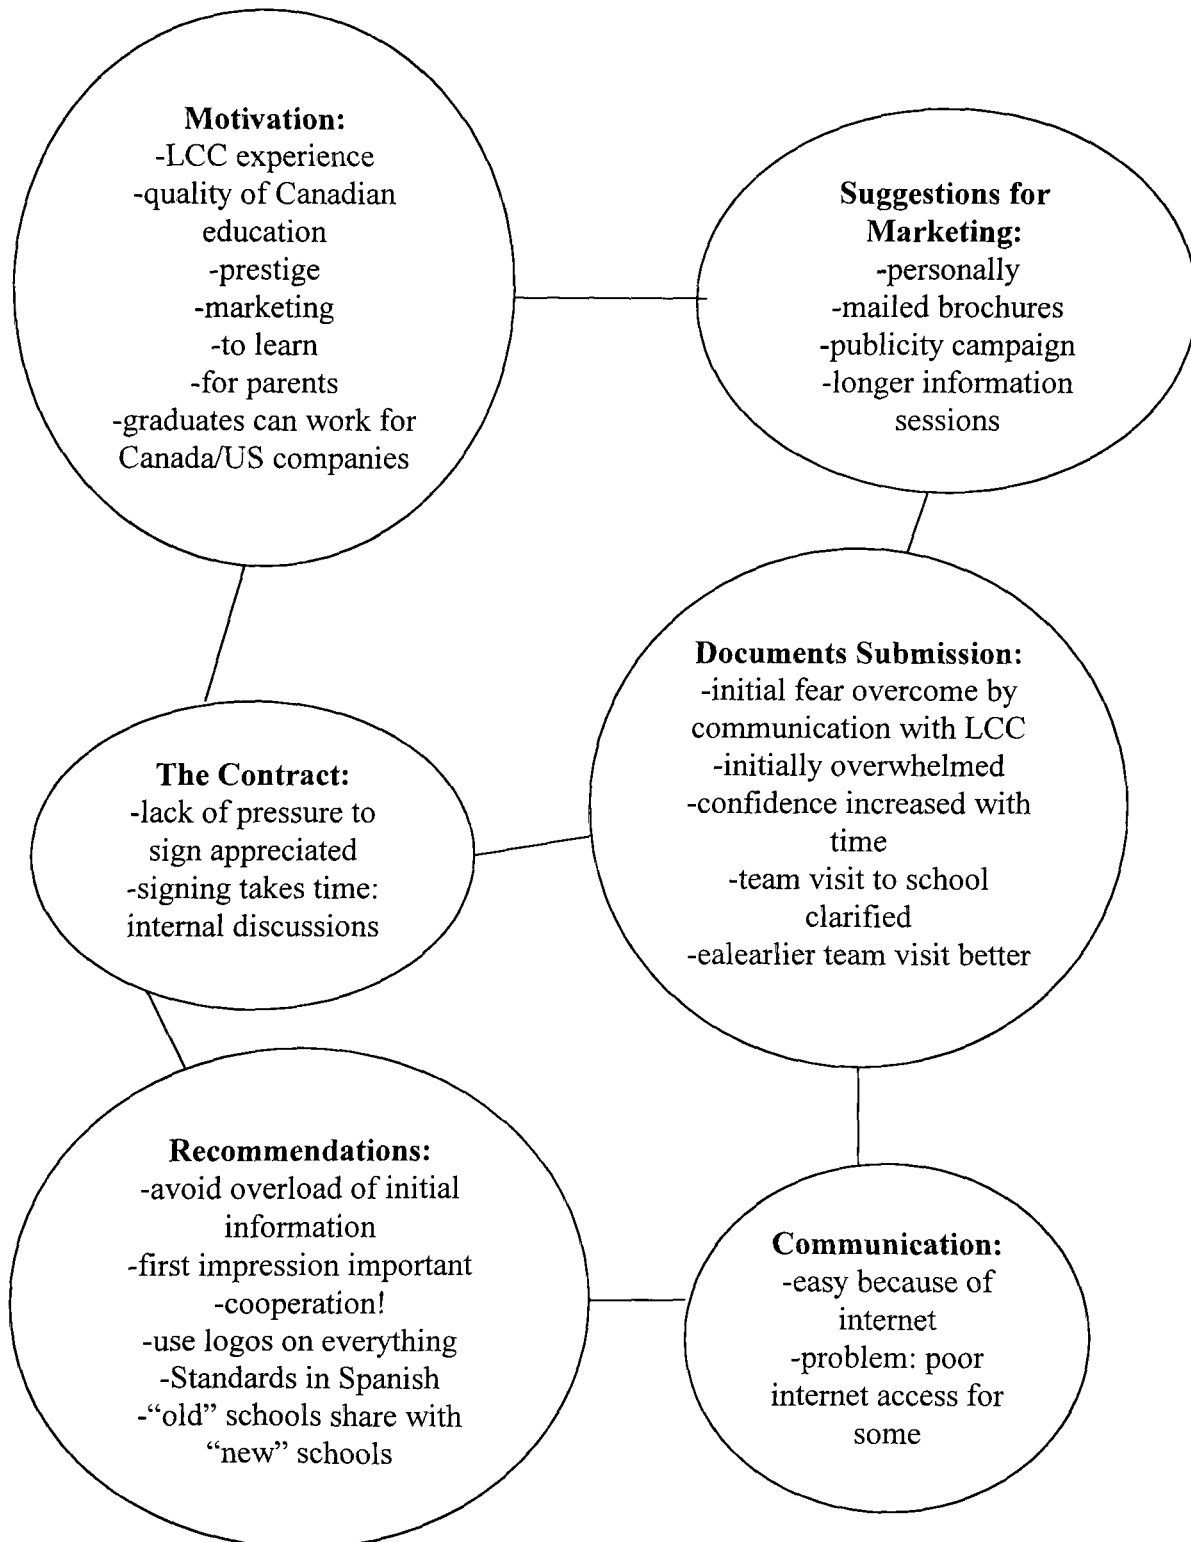 Motivation:
-LCC experience
-quality of Canadian
education
-prestige
-marketing
-to learn
-for parents
-graduates can work for
Canada/US companies
Suggestions for
Marketing:
-personally
-mailed brochures
-publicity campaign
-longer information
sessions
Documents Submission:
-initial fear overcome by
communication with LCC
-initially overwhelmed
-confidence increased with
time
-team visit to school
clarified
-ealearlier team visit better
The Contract:
-lack of pressure to
sign appreciated
-signing takes time:
internal discussions
Recommendations:
-avoid overload of initial
information
-first impression important
-cooperation!
-use logos on everything
-Standards in Spanish
-“old” schools share with
“new” schools
Communication:
-easy because of
internet
-problem: poor
internet access for
some